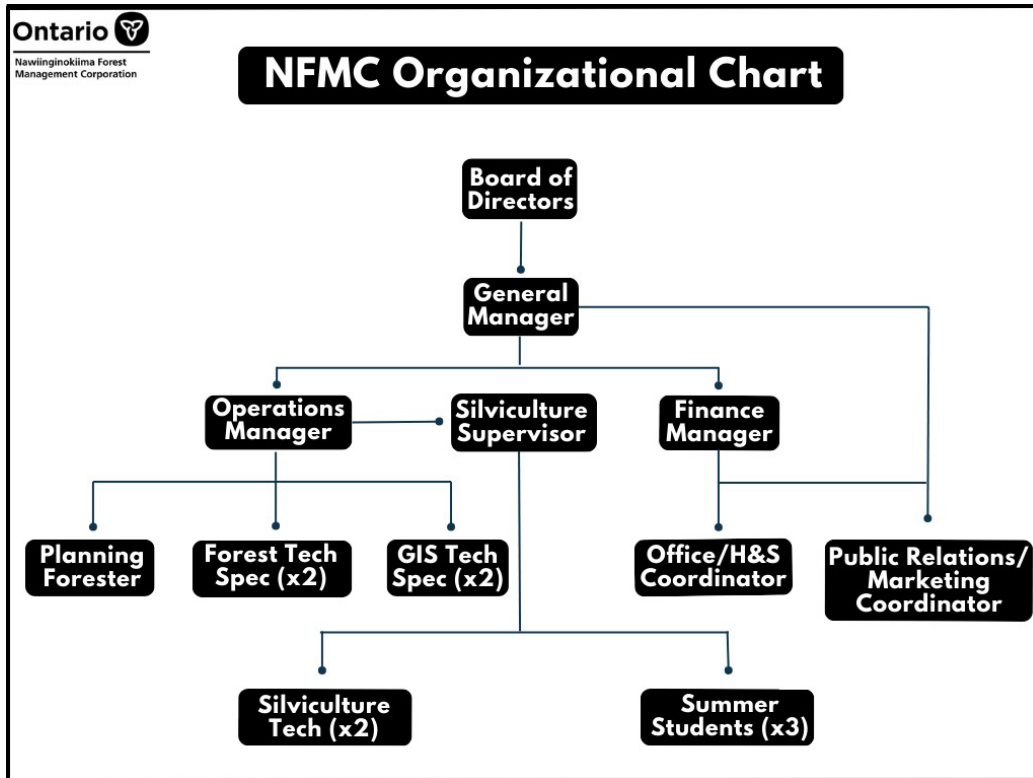 Ontario
Nawiinginokiima Forest
Management Corporation
NFMC Organizational Chart
Board of
Directors
General
Manager
Operations
Manager
Silviculture
Supervisor
Finance
Manager
Planning
Forester
Forest Tech
Spec (x2)
GIS Tech
Spec (x2)
Office/H&S
Coordinator
Public Relations/
Marketing
Coordinator
Silviculture
Tech (x2)
Summer
Students (x3)